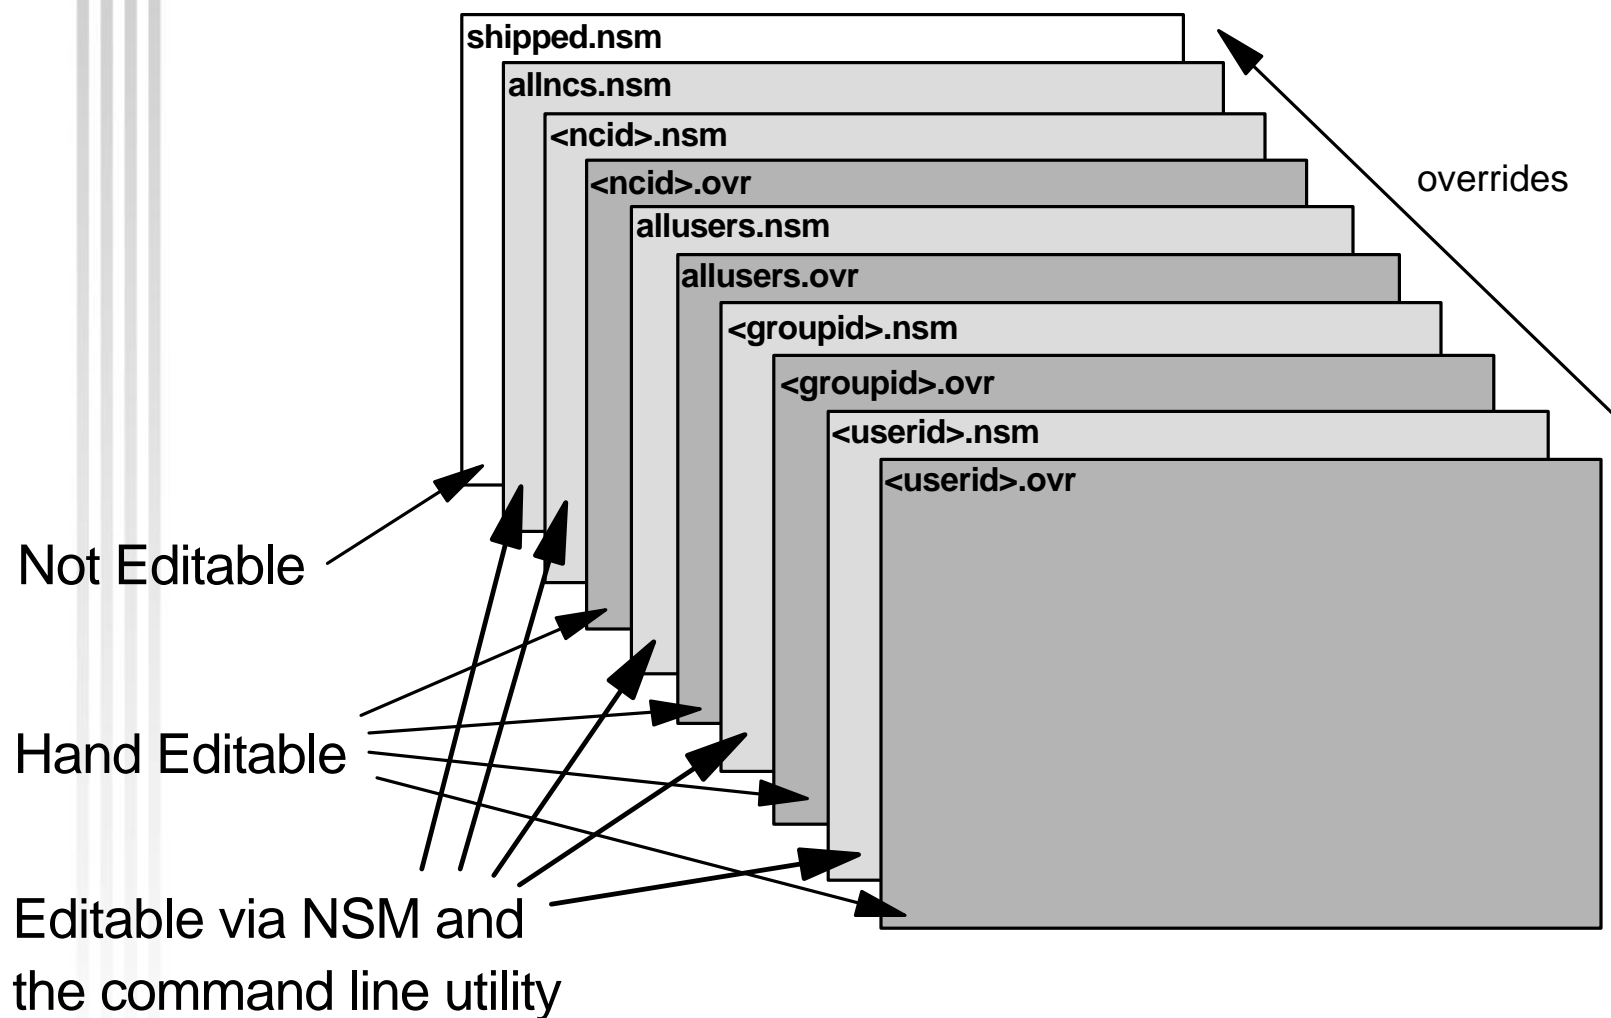 shipped.nsm
allncs.nsm
<ncid>.nsm
<ncid>.ovr
overrides
allusers.nsm
allusers.ovr
<groupid>.nsm
<groupid>.ovr
<userid>.nsm
<userid>.ovr
Not Editable
Hand Editable
Editable via NSM and
the command line utility